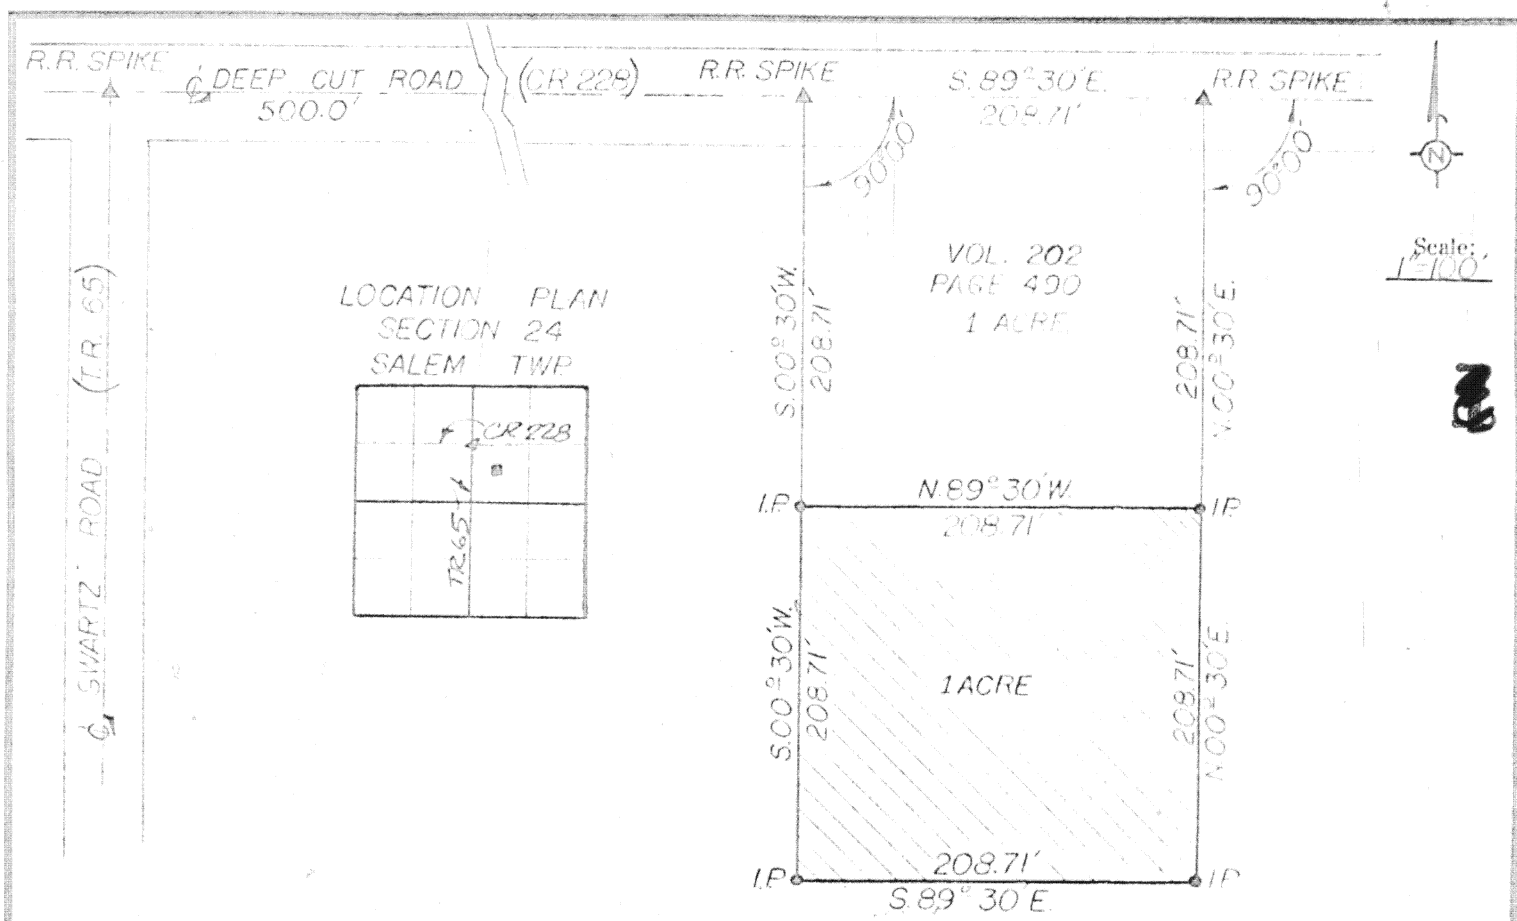 R.R. SPIKE
℄ DEEP CUT ROAD (CR 228)
500.0'
R.R. SPIKE
S. 89° 30' E.
208.71'
R.R. SPIKE
90°00'
90°00'
N
Scale:
1"=100'
VOL. 202
PAGE 490
1 ACRE
S. 00° 30' W.
208.71'
208.71'
N. 00° 30' E.
LOCATION PLAN
SECTION 24
SALEM TWP.
CR 228
TR 65
℄ SWARTZ ROAD (T.R. 65)
I.P.
N. 89° 30' W.
208.71'
I.P.
S. 00° 30' W.
208.71'
1 ACRE
208.71'
N. 00° 30' E.
I.P.
208.71'
S. 89° 30' E.
I.P.